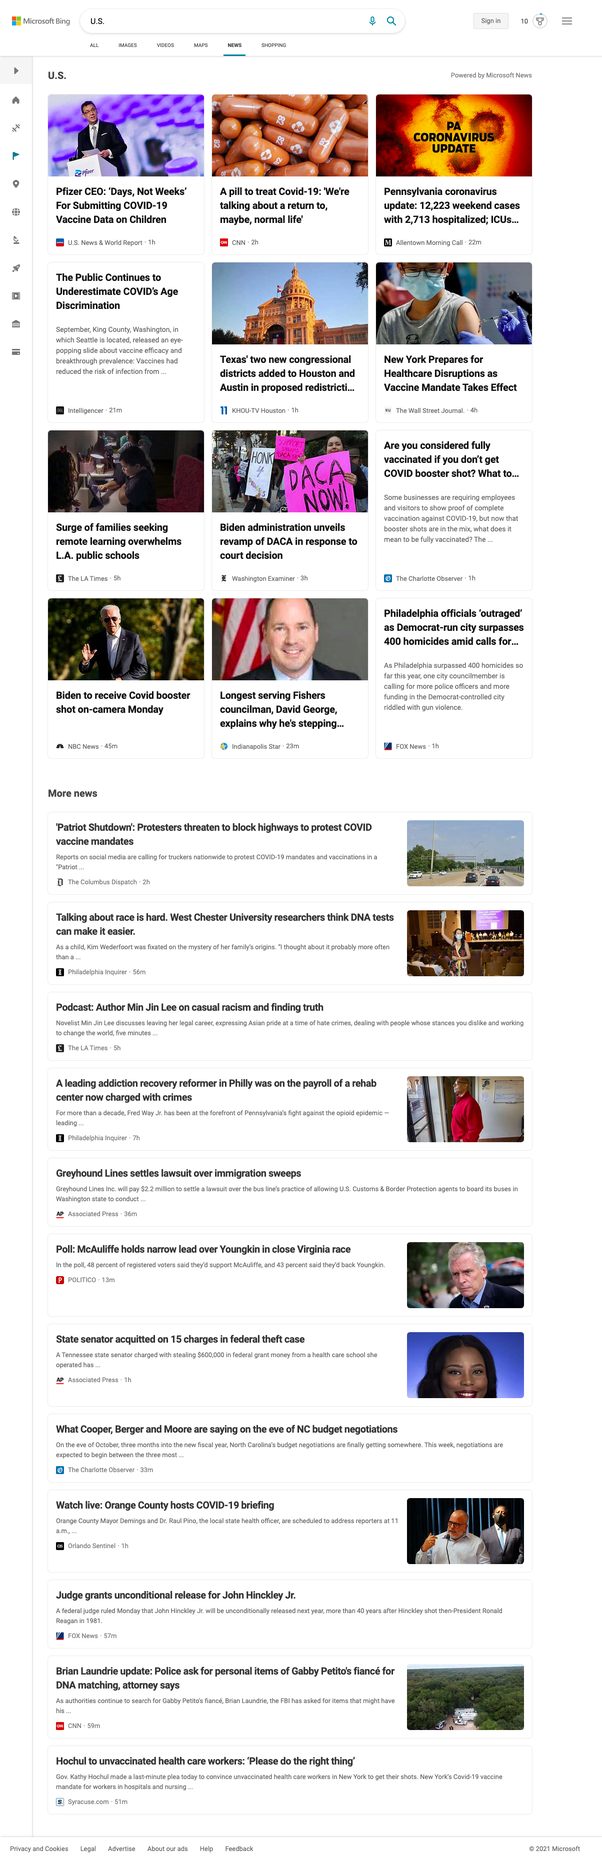 Microsoft Bing
U.S.
Sign in
10
ALL
IMAGES
VIDEOS
MAPS
NEWS
SHOPPING
U.S.
Powered by Microsoft News
Pfizer
Pfizer CEO: ‘Days, Not Weeks’
For Submitting COVID-19
Vaccine Data on Children
U.S. News & World Report · 1h
A pill to treat Covid-19: 'We're
talking about a return to,
maybe, normal life'
CNN · 2h
PA
CORONAVIRUS
UPDATE
Pennsylvania coronavirus
update: 12,223 weekend cases
with 2,713 hospitalized; ICUs...
Allentown Morning Call · 22m
The Public Continues to
Underestimate COVID’s Age
Discrimination
September, King County, Washington, in
which Seattle is located, released an eye-
popping slide about vaccine efficacy and
breakthrough prevalence: Vaccines had
reduced the risk of infection from ...
Intelligencer · 21m
Texas' two new congressional
districts added to Houston and
Austin in proposed redistricti...
KHOU-TV Houston · 1h
New York Prepares for
Healthcare Disruptions as
Vaccine Mandate Takes Effect
The Wall Street Journal. · 4h
Surge of families seeking
remote learning overwhelms
L.A. public schools
The LA Times · 5h
HONK
DACA
NOW!
Biden administration unveils
revamp of DACA in response to
court decision
Washington Examiner · 3h
Are you considered fully
vaccinated if you don’t get
COVID booster shot? What to...
Some businesses are requiring employees
and visitors to show proof of complete
vaccination against COVID-19, but now that
booster shots are in the mix, what does it
mean to be fully vaccinated? The ...
The Charlotte Observer · 1h
Biden to receive Covid booster
shot on-camera Monday
NBC News · 45m
Longest serving Fishers
councilman, David George,
explains why he's stepping...
Indianapolis Star · 23m
Philadelphia officials ‘outraged’
as Democrat-run city surpasses
400 homicides amid calls for...
As Philadelphia surpassed 400 homicides so
far this year, one city councilmember is
calling for more police officers and more
funding in the Democrat-controlled city
riddled with gun violence.
FOX News · 1h
More news
'Patriot Shutdown': Protesters threaten to block highways to protest COVID
vaccine mandates
Reports on social media are calling for truckers nationwide to protest COVID-19 mandates and vaccinations in a
"Patriot ...
The Columbus Dispatch · 2h
Talking about race is hard. West Chester University researchers think DNA tests
can make it easier.
As a child, Kim Wederfoort was fixated on the mystery of her family's origins. "I thought about it probably more often
than a ...
Philadelphia Inquirer · 56m
Podcast: Author Min Jin Lee on casual racism and finding truth
Novelist Min Jin Lee discusses leaving her legal career, expressing Asian pride at a time of hate crimes, dealing with people whose stances you dislike and working
to change the world, five minutes ...
The LA Times · 5h
A leading addiction recovery reformer in Philly was on the payroll of a rehab
center now charged with crimes
For more than a decade, Fred Way Jr. has been at the forefront of Pennsylvania's fight against the opioid epidemic —
leading ...
Philadelphia Inquirer · 7h
Greyhound Lines settles lawsuit over immigration sweeps
Greyhound Lines Inc. will pay $2.2 million to settle a lawsuit over the bus line's practice of allowing U.S. Customs & Border Protection agents to board its buses in
Washington state to conduct ...
AP Associated Press · 36m
Poll: McAuliffe holds narrow lead over Youngkin in close Virginia race
In the poll, 48 percent of registered voters said they'd support McAuliffe, and 43 percent said they'd back Youngkin.
P POLITICO · 13m
State senator acquitted on 15 charges in federal theft case
A Tennessee state senator charged with stealing $600,000 in federal grant money from a health care school she
operated has ...
AP Associated Press · 1h
What Cooper, Berger and Moore are saying on the eve of NC budget negotiations
On the eve of October, three months into the new fiscal year, North Carolina's budget negotiations are finally getting somewhere. This week, negotiations are
expected to begin between the three most ...
The Charlotte Observer · 33m
Watch live: Orange County hosts COVID-19 briefing
Orange County Mayor Demings and Dr. Raul Pino, the local state health officer, are scheduled to address reporters at 11
a.m., ...
OS Orlando Sentinel · 1h
Judge grants unconditional release for John Hinckley Jr.
A federal judge ruled Monday that John Hinckley Jr. will be unconditionally released next year, more than 40 years after Hinckley shot then-President Ronald
Reagan in 1981.
FOX News · 57m
Brian Laundrie update: Police ask for personal items of Gabby Petito's fiancé for
DNA matching, attorney says
As authorities continue to search for Gabby Petito's fiancé, Brian Laundrie, the FBI has asked for items that might have
his ...
CNN · 59m
Hochul to unvaccinated health care workers: ‘Please do the right thing’
Gov. Kathy Hochul made a last-minute plea today to convince unvaccinated health care workers in New York to get their shots. New York's Covid-19 vaccine
mandate for workers in hospitals and nursing ...
Syracuse.com · 51m
Privacy and Cookies
Legal
Advertise
About our ads
Help
Feedback
© 2021 Microsoft